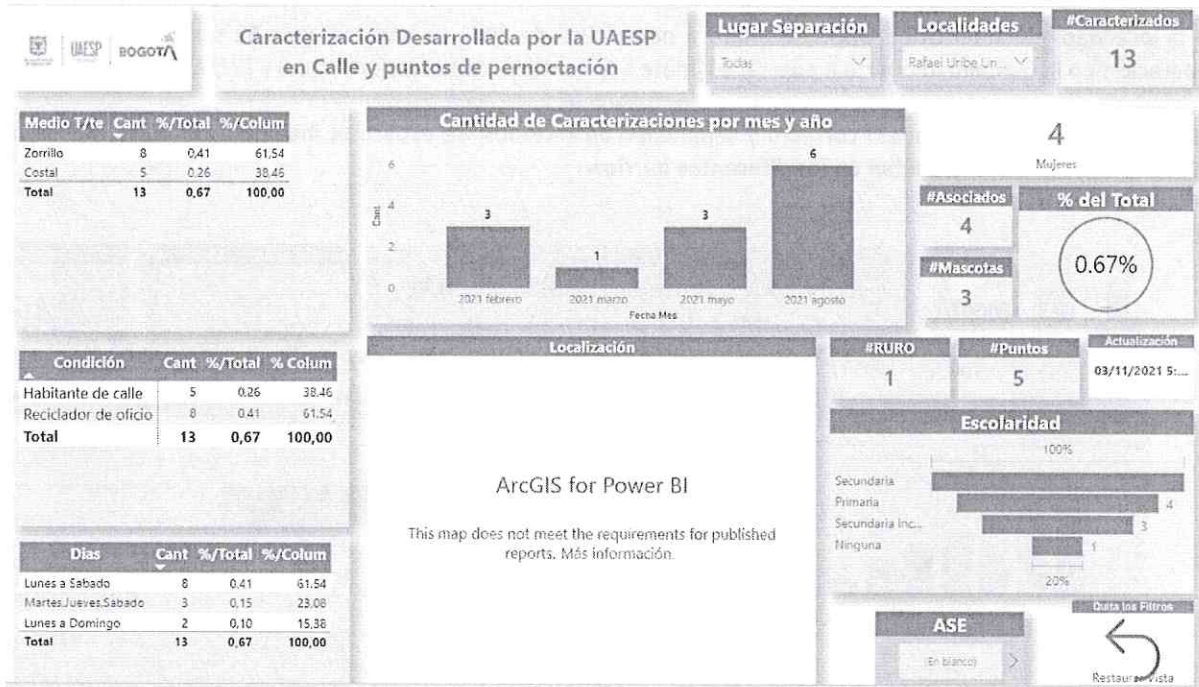 UAESP
BOGOTÁ
Caracterización Desarrollada por la UAESP
en Calle y puntos de pernoctación
Lugar Separación
Todas
Localidades
Rafael Uribe Un...
#Caracterizados
13
Medio T/te Cant %/Total %/Colum
Zorrillo 8 0,41 61,54
Costal 5 0,26 38,46
Total 13 0,67 100,00
Cantidad de Caracterizaciones por mes y año
6
4
2
0
Cant
3
1
3
6
2021 febrero
2021 marzo
2021 mayo
2021 agosto
Fecha Mes
4
Mujeres
#Asociados
4
% del Total
0.67%
#Mascotas
3
Condición Cant %/Total % Colum
Habitante de calle 5 0,26 38,46
Reciclador de oficio 8 0,41 61,54
Total 13 0,67 100,00
Localización
ArcGIS for Power BI
This map does not meet the requirements for published
reports. Más información.
#RURO
1
#Puntos
5
Actualización
03/11/2021 5:...
Escolaridad
100%
Secundaria
Primaria 4
Secundaria Inc... 3
Ninguna 1
20%
Dias Cant %/Total %/Colum
Lunes a Sabado 8 0,41 61,54
Martes,Jueves,Sabado 3 0,15 23,08
Lunes a Domingo 2 0,10 15,38
Total 13 0,67 100,00
ASE
(En blanco)
Quita los Filtros
Restaurar Vista